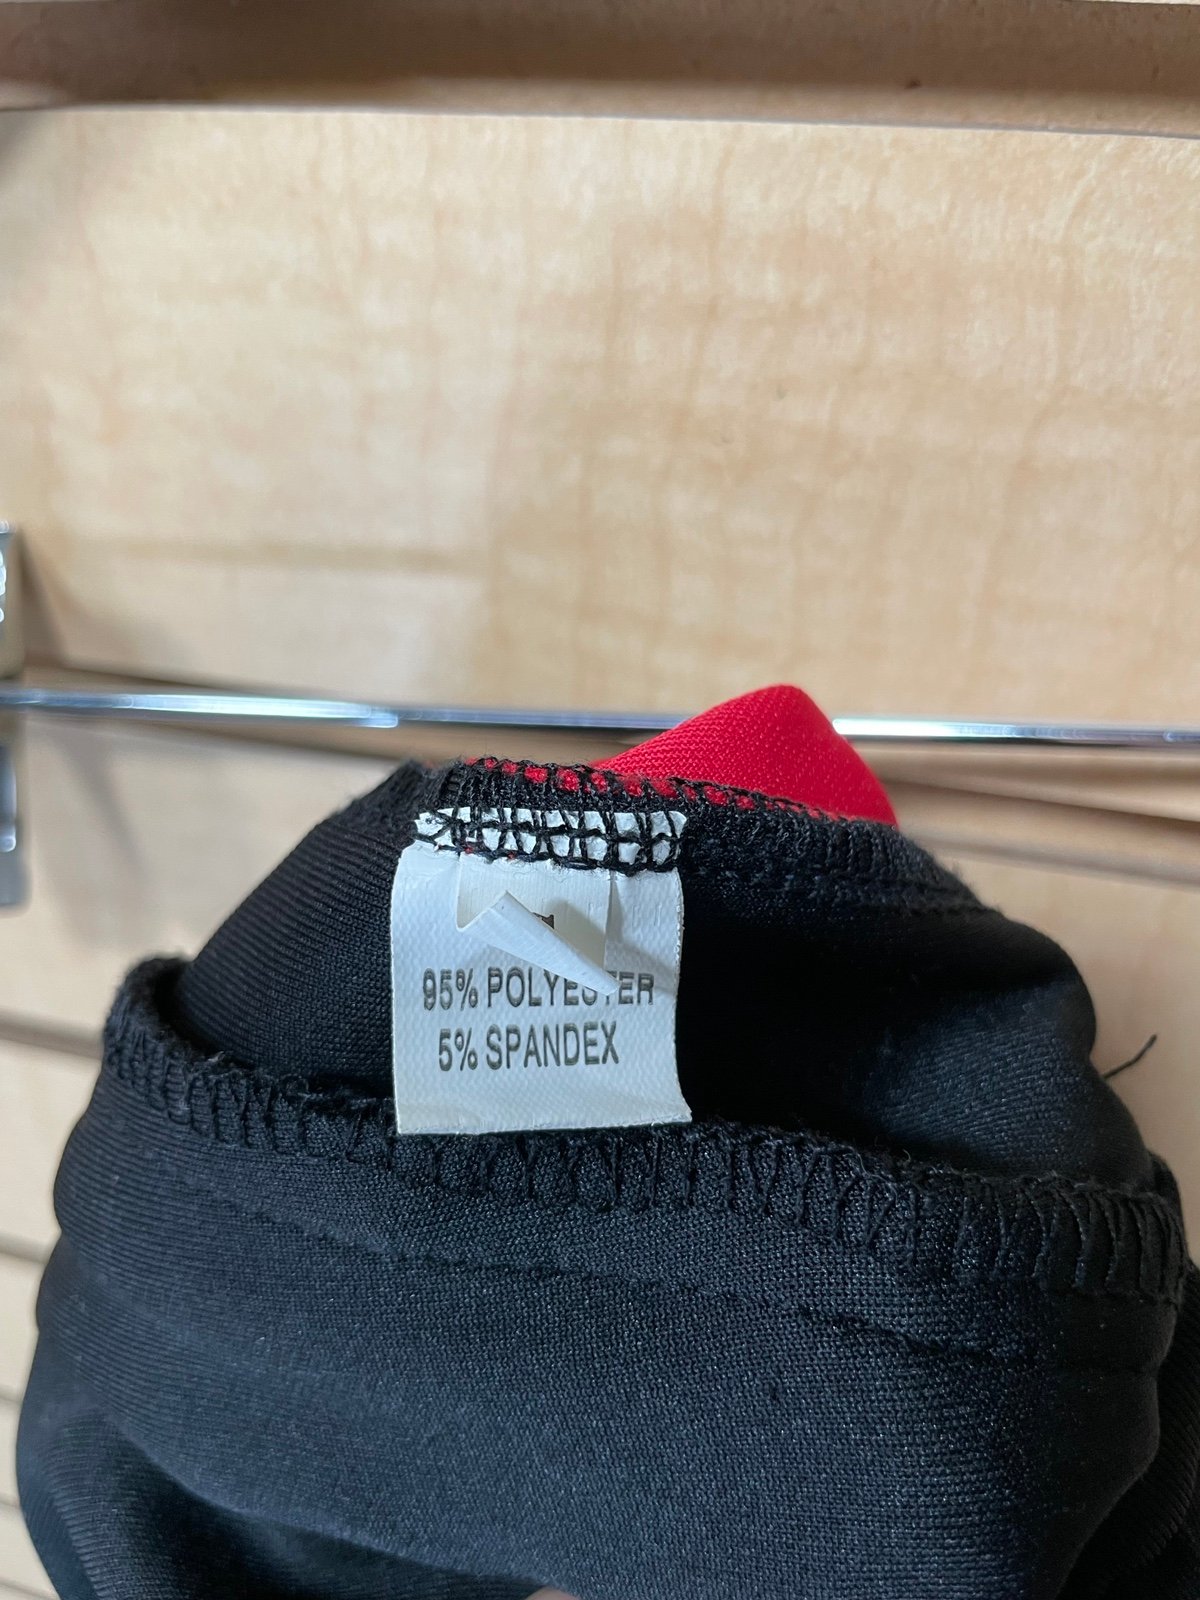 95% POLYESTER
5% SPANDEX